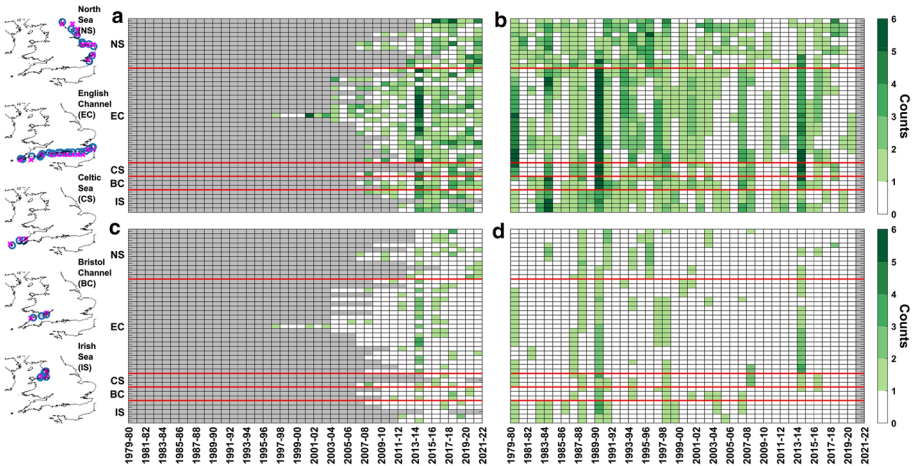 North
Sea
(NS)
English
Channel
(EC)
Celtic
Sea
(CS)
Bristol
Channel
(BC)
Irish
Sea
(IS)
a
NS
EC
CS
BC
IS
b
6
5
4
3
2
1
0
Counts
c
NS
EC
CS
BC
IS
1979-80
1981-82
1983-84
1985-86
1987-88
1989-90
1991-92
1993-94
1995-96
1997-98
1999-00
2001-02
2003-04
2005-06
2007-08
2009-10
2011-12
2013-14
2015-16
2017-18
2019-20
2021-22
d
1979-80
1981-82
1983-84
1985-86
1987-88
1989-90
1991-92
1993-94
1995-96
1997-98
1999-00
2001-02
2003-04
2005-06
2007-08
2009-10
2011-12
2013-14
2015-16
2017-18
2019-20
2021-22
6
5
4
3
2
1
0
Counts